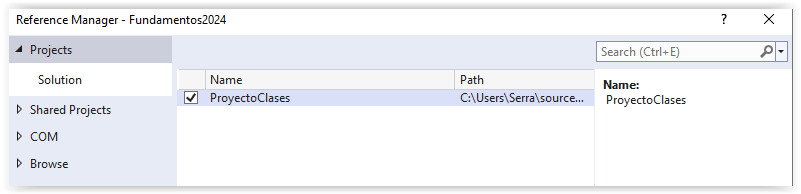 Reference Manager - Fundamentos2024
? ×
Projects
Search (Ctrl+E)
Solution
Name Path
Name:
ProyectoClases C:\Users\Serra\source...
ProyectoClases
Shared Projects
COM
Browse